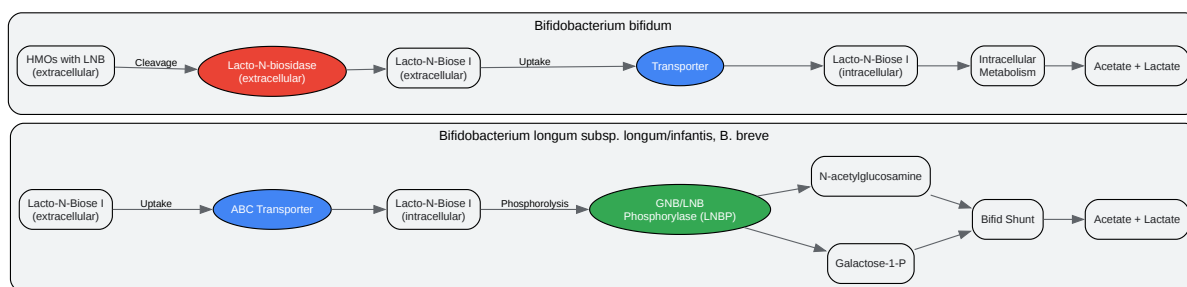 Bifidobacterium bifidum
HMOs with LNB
(extracellular)
Cleavage
Lacto-N-biosidase
(extracellular)
Lacto-N-Biose I
(extracellular)
Uptake
Transporter
Lacto-N-Biose I
(intracellular)
Intracellular
Metabolism
Acetate + Lactate
Bifidobacterium longum subsp. longum/infantis, B. breve
Lacto-N-Biose I
(extracellular)
Uptake
ABC Transporter
Lacto-N-Biose I
(intracellular)
Phosphorolysis
GNB/LNB
Phosphorylase (LNBP)
N-acetylglucosamine
Galactose-1-P
Bifid Shunt
Acetate + Lactate